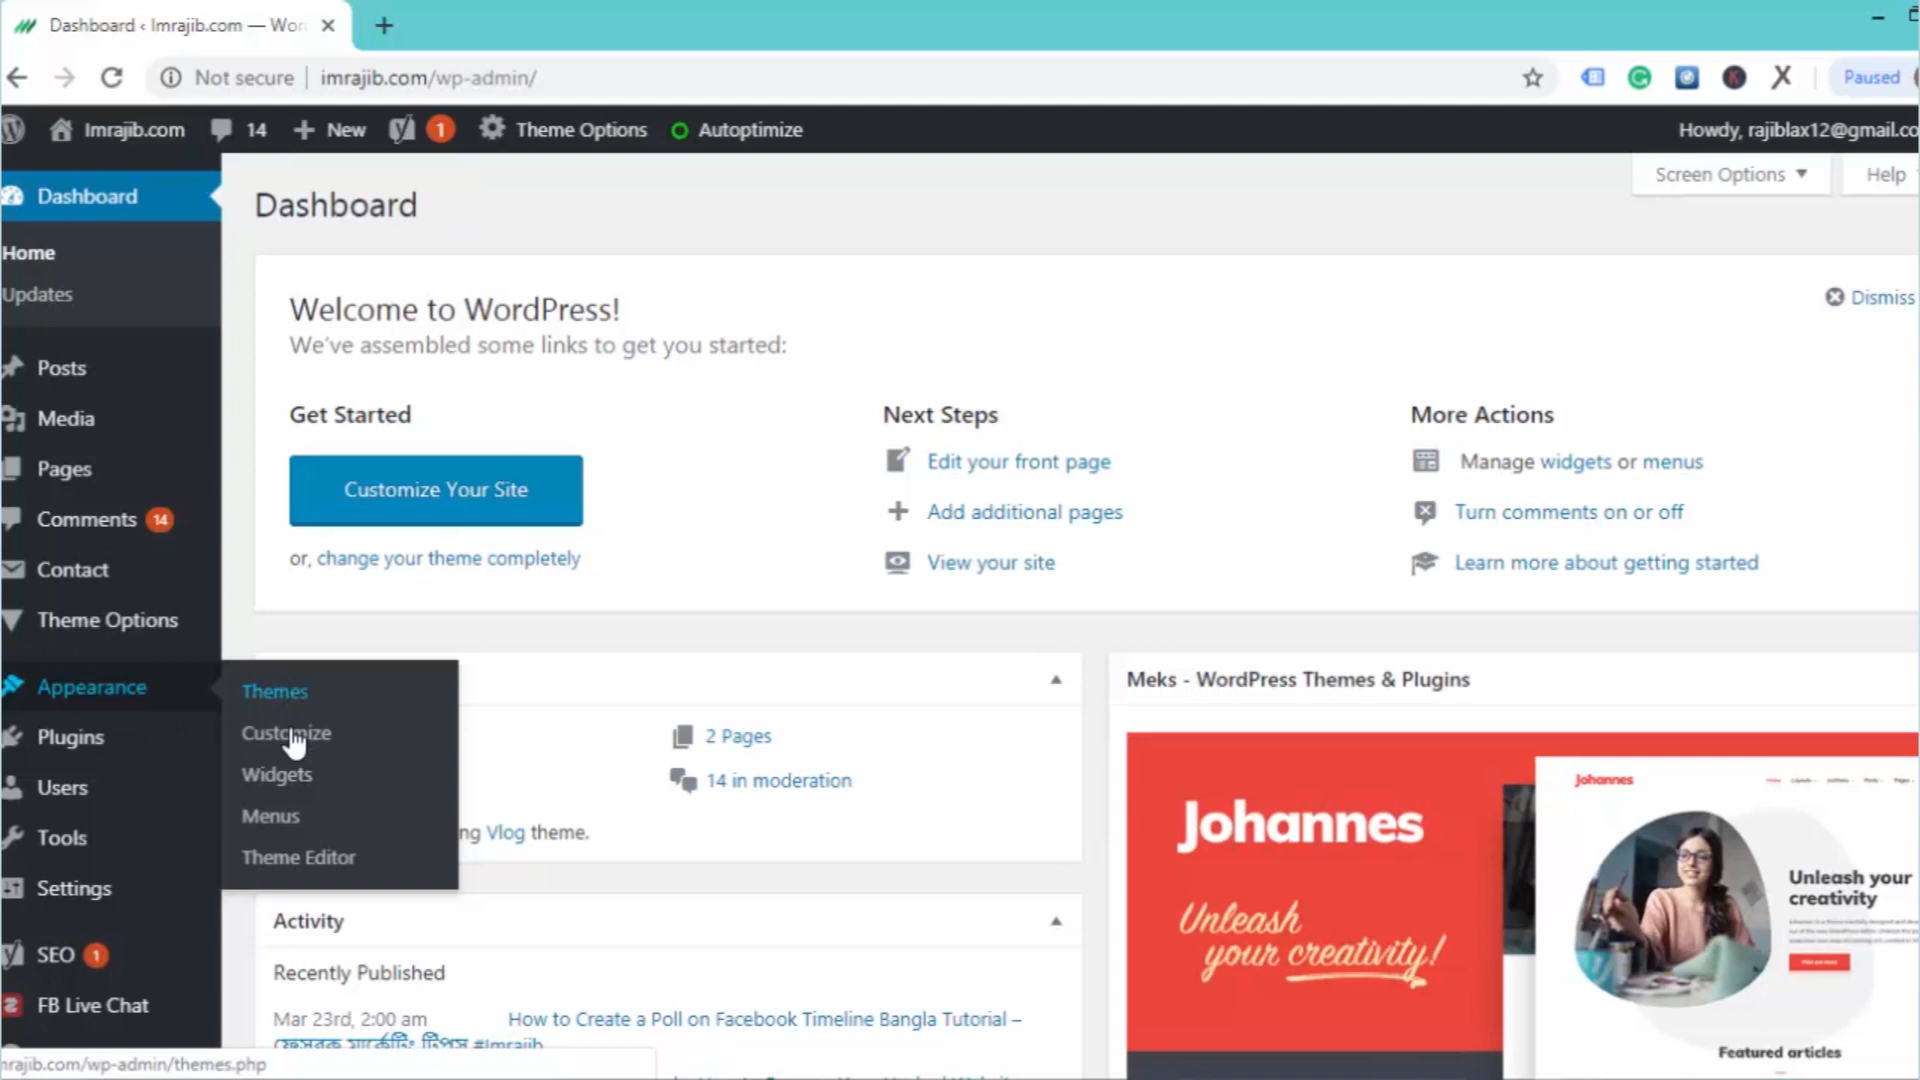 Dashboard ‹ Imrajib.com — Wor
Not secure
imrajib.com/wp-admin/
Paused
Imrajib.com
14
New
1
Theme Options
Autoptimize
Howdy, rajiblax12@gmail.co
Screen Options
Help
Dashboard
Home
Updates
Posts
Media
Pages
Comments 14
Contact
Theme Options
Appearance
Plugins
Users
Tools
Settings
SEO 1
FB Live Chat
Themes
Customize
Widgets
Menus
Theme Editor
Dashboard
Welcome to WordPress!
We've assembled some links to get you started:
Dismiss
Get Started
Customize Your Site
or, change your theme completely
Next Steps
Edit your front page
Add additional pages
View your site
More Actions
Manage widgets or menus
Turn comments on or off
Learn more about getting started
2 Pages
14 in moderation
ng Vlog theme.
Activity
Recently Published
Mar 23rd, 2:00 am
How to Create a Poll on Facebook Timeline Bangla Tutorial –
#Imrajib
Meks - WordPress Themes & Plugins
Johannes
Unleash
your creativity!
Johannes
Unleash your
creativity
Featured articles
nrajib.com/wp-admin/themes.php